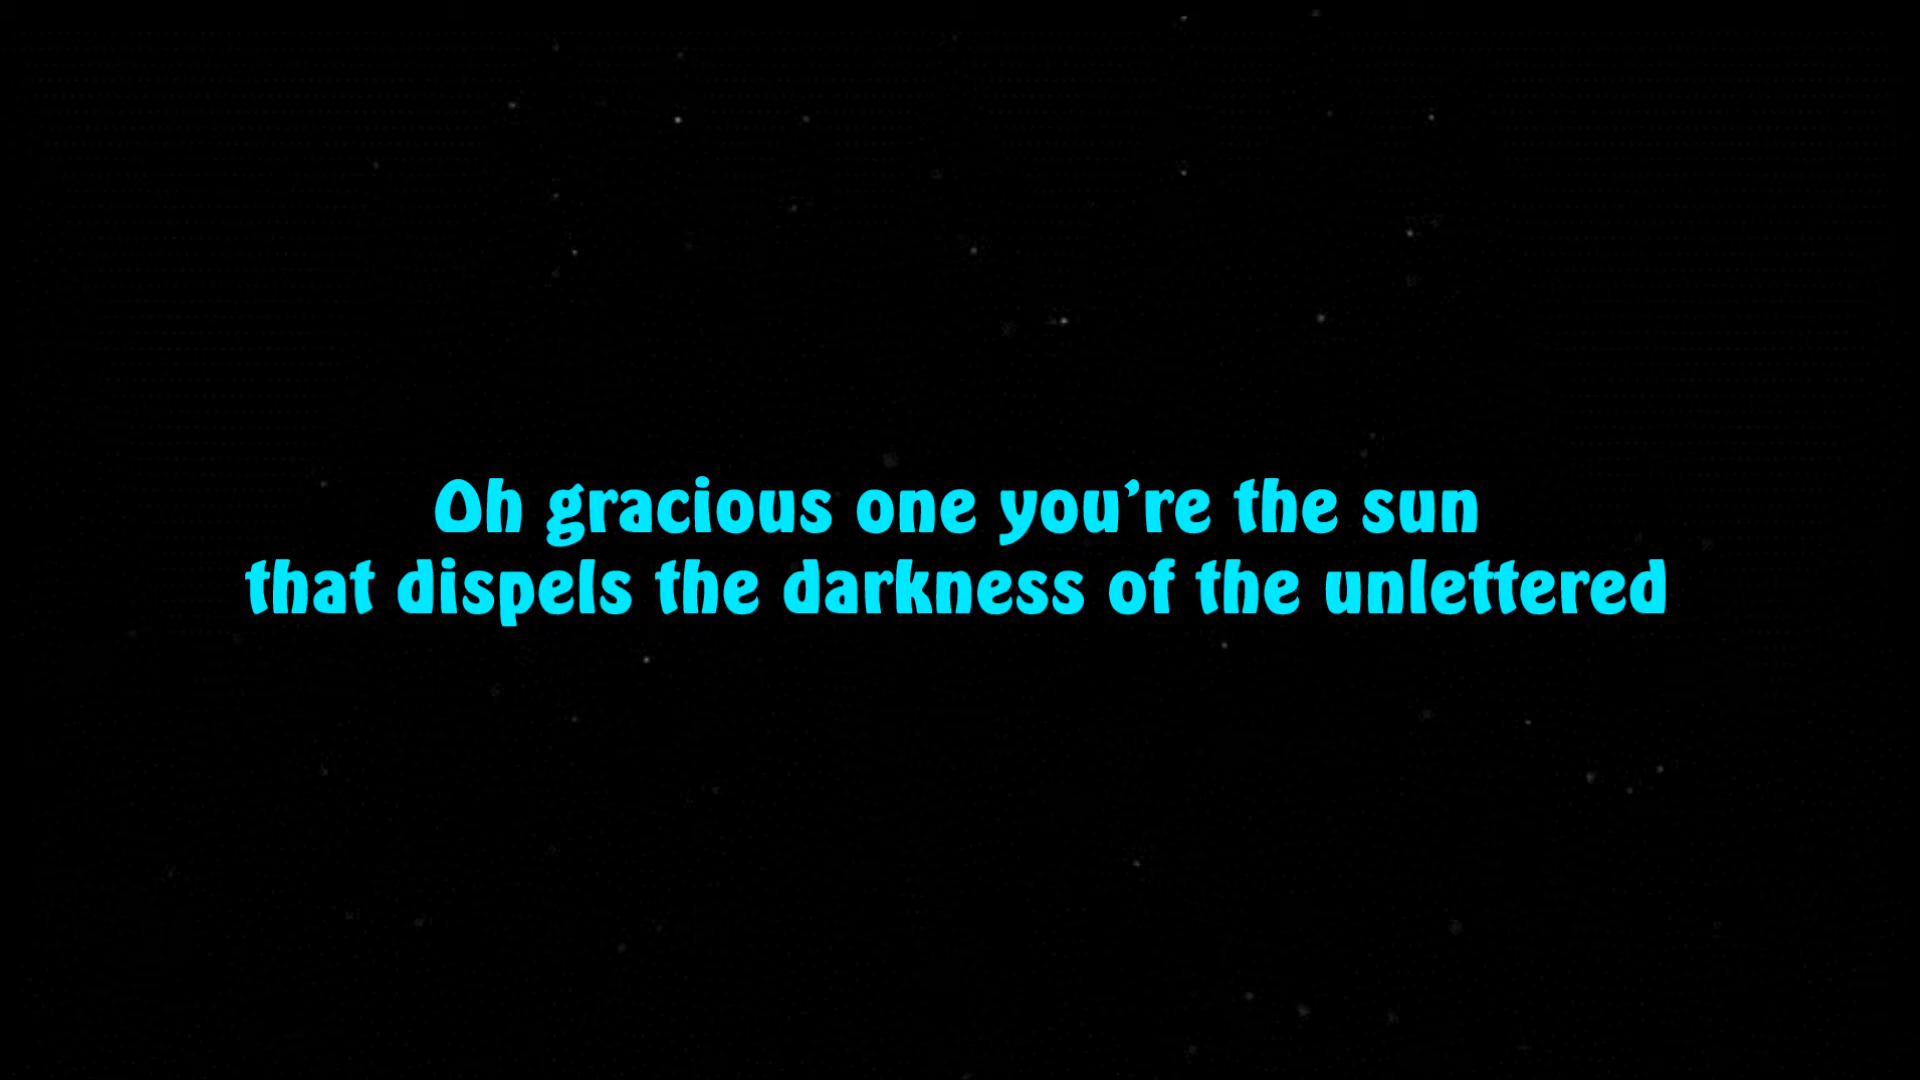 Oh gracious one you’re the sun
that dispels the darkness of the unlettered